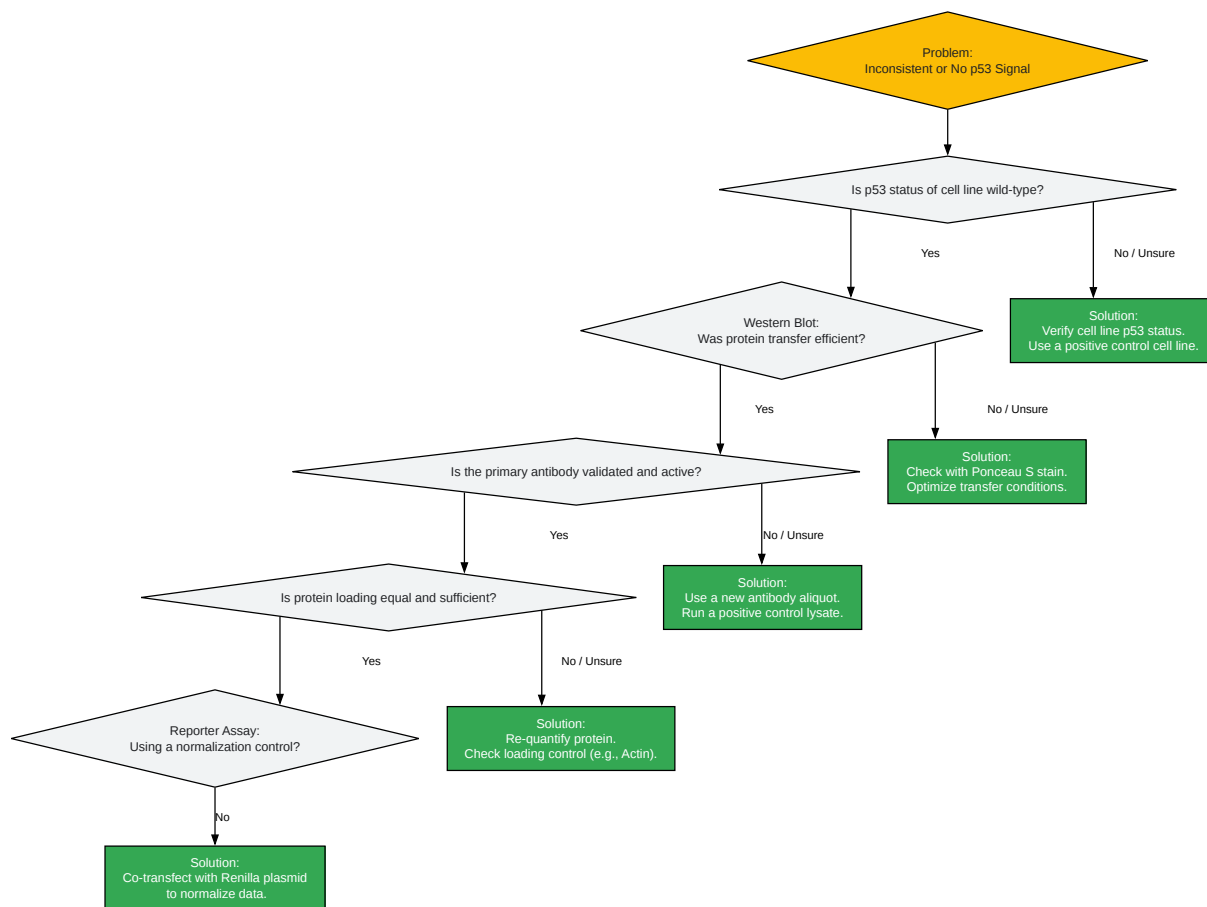 Problem:
Inconsistent or No p53 Signal
Is p53 status of cell line wild-type?
Yes
No / Unsure
Western Blot:
Was protein transfer efficient?
Solution:
Verify cell line p53 status.
Use a positive control cell line.
Yes
No / Unsure
Is the primary antibody validated and active?
Solution:
Check with Ponceau S stain.
Optimize transfer conditions.
Yes
No / Unsure
Is protein loading equal and sufficient?
Solution:
Use a new antibody aliquot.
Run a positive control lysate.
Yes
No / Unsure
Reporter Assay:
Using a normalization control?
Solution:
Re-quantify protein.
Check loading control (e.g., Actin).
No
Solution:
Co-transfect with Renilla plasmid
to normalize data.